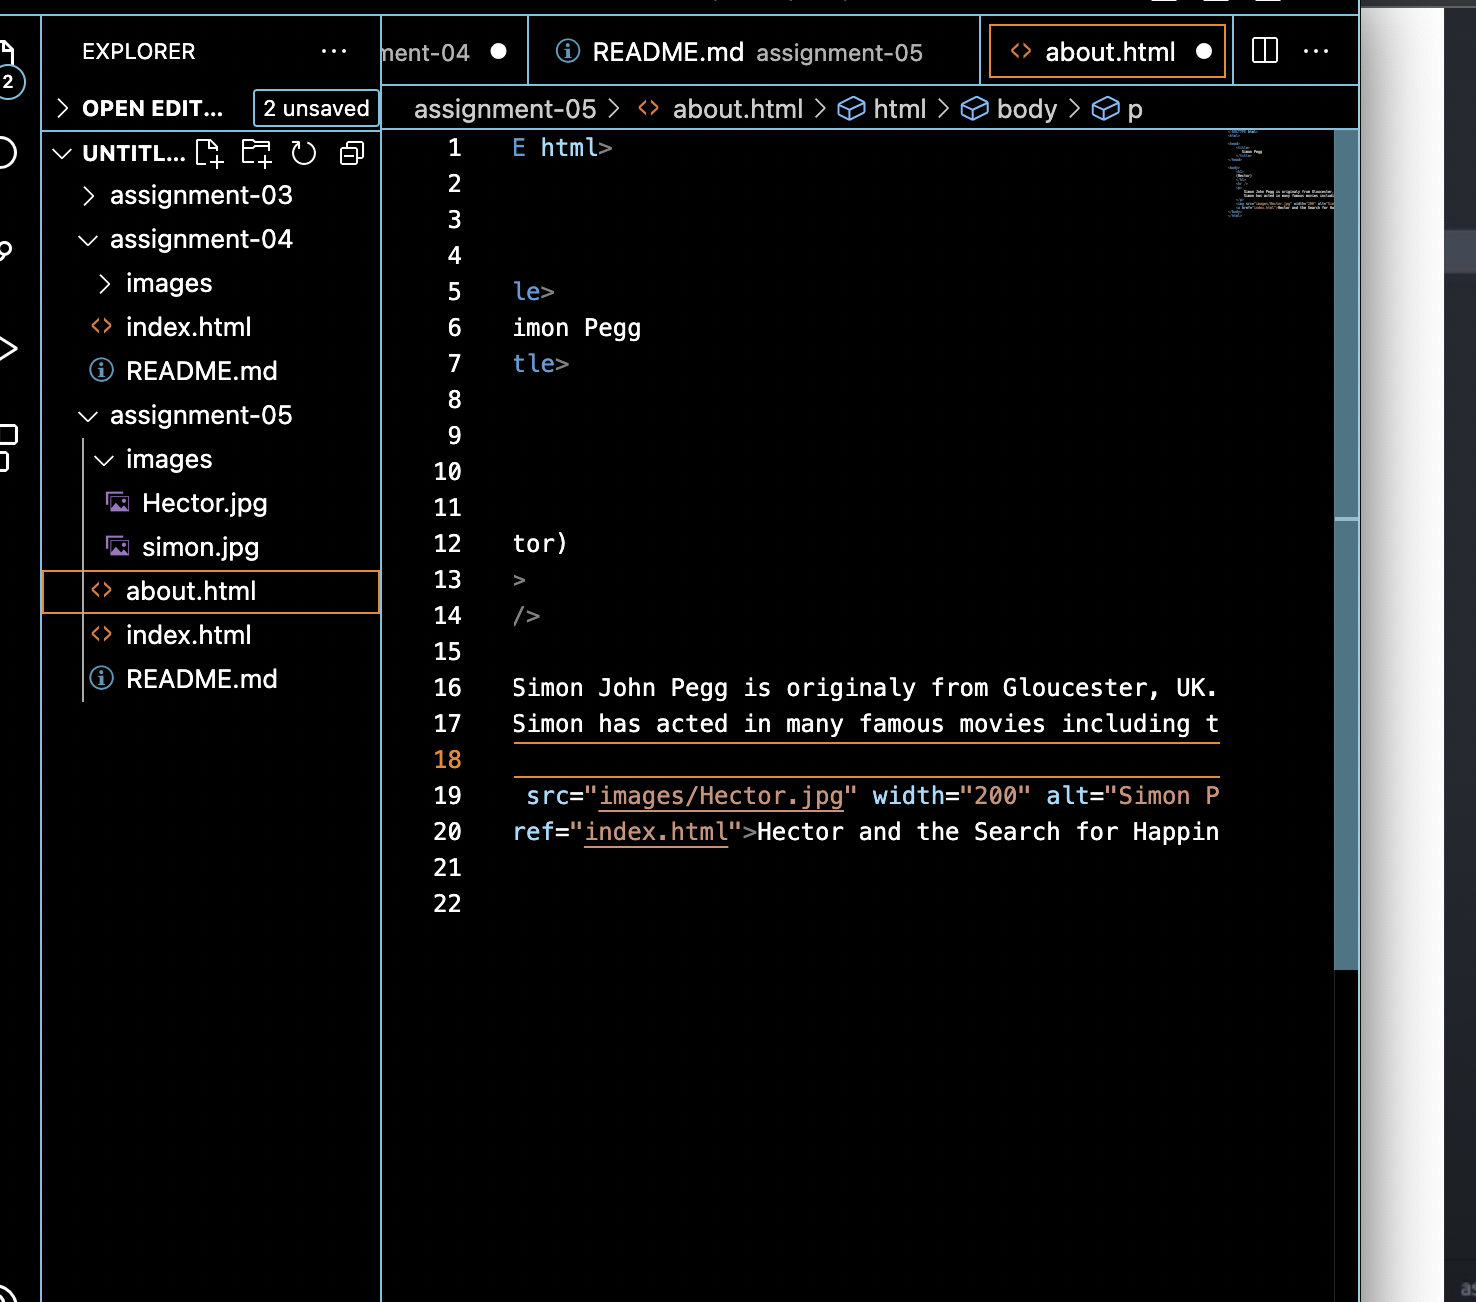 2
EXPLORER
OPEN EDIT...
2 unsaved
UNTITL...
assignment-03
assignment-04
images
index.html
README.md
assignment-05
images
Hector.jpg
simon.jpg
about.html
index.html
README.md
ment-04
README.md assignment-05
about.html
assignment-05 > about.html > html > body > p
1 E html>
2
3
4
5 le>
6 imon Pegg
7 tle>
8
9
10
11
12 tor)
13 >
14 />
15
16 Simon John Pegg is originaly from Gloucester, UK.
17 Simon has acted in many famous movies including t
18
19 src="images/Hector.jpg" width="200" alt="Simon P
20 ref="index.html">Hector and the Search for Happin
21
22